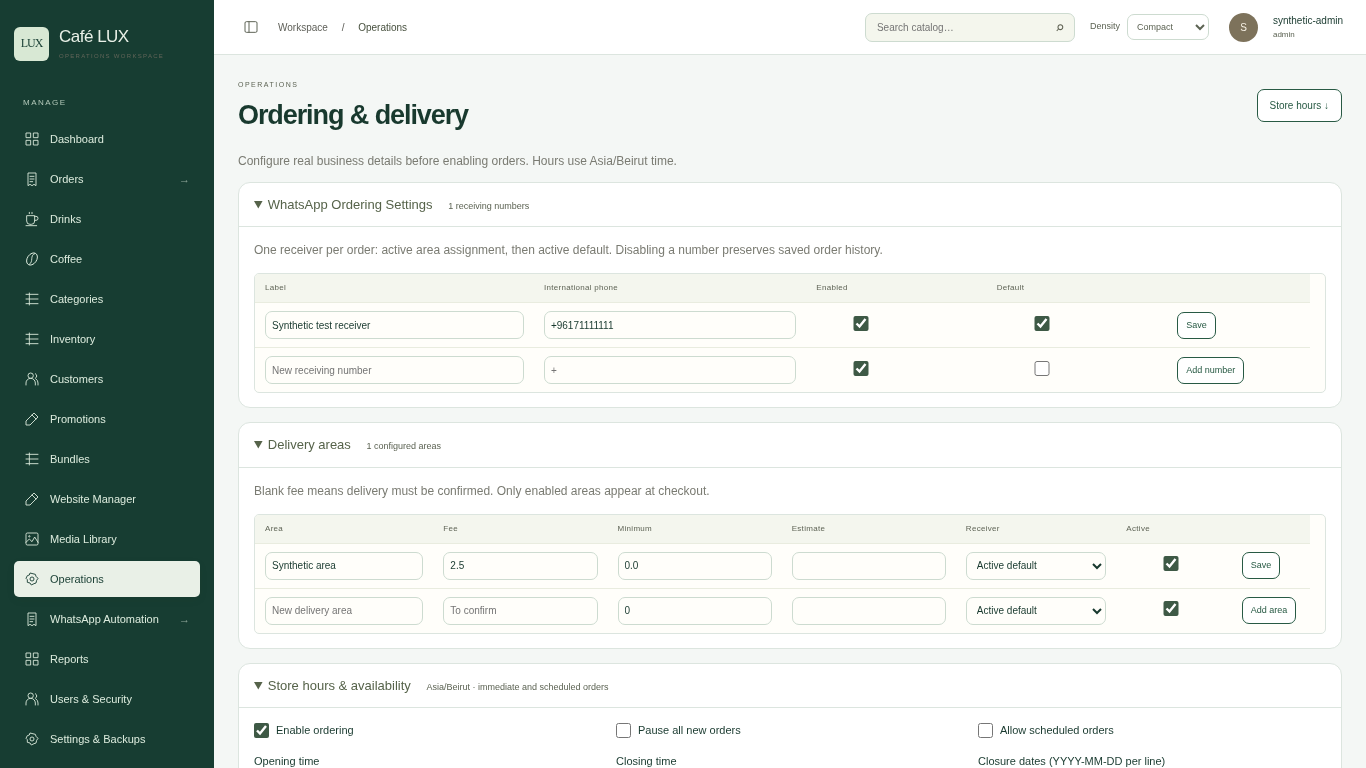 LUX
Café LUX
OPERATIONS WORKSPACE
MANAGE
Dashboard
Orders →
Drinks
Coffee
Categories
Inventory
Customers
Promotions
Bundles
Website Manager
Media Library
Operations
WhatsApp Automation →
Reports
Users & Security
Settings & Backups
Workspace / Operations
Search catalog…
Density Compact
S
synthetic-admin
admin
OPERATIONS
Ordering & delivery
Store hours ↓
Configure real business details before enabling orders. Hours use Asia/Beirut time.
WhatsApp Ordering Settings 1 receiving numbers
One receiver per order: active area assignment, then active default. Disabling a number preserves saved order history.
Label International phone Enabled Default
Synthetic test receiver +96171111111 Save
New receiving number + Add number
Delivery areas 1 configured areas
Blank fee means delivery must be confirmed. Only enabled areas appear at checkout.
Area Fee Minimum Estimate Receiver Active
Synthetic area 2.5 0.0 Active default Save
New delivery area To confirm 0 Active default Add area
Store hours & availability Asia/Beirut · immediate and scheduled orders
Enable ordering Pause all new orders Allow scheduled orders
Opening time Closing time Closure dates (YYYY-MM-DD per line)